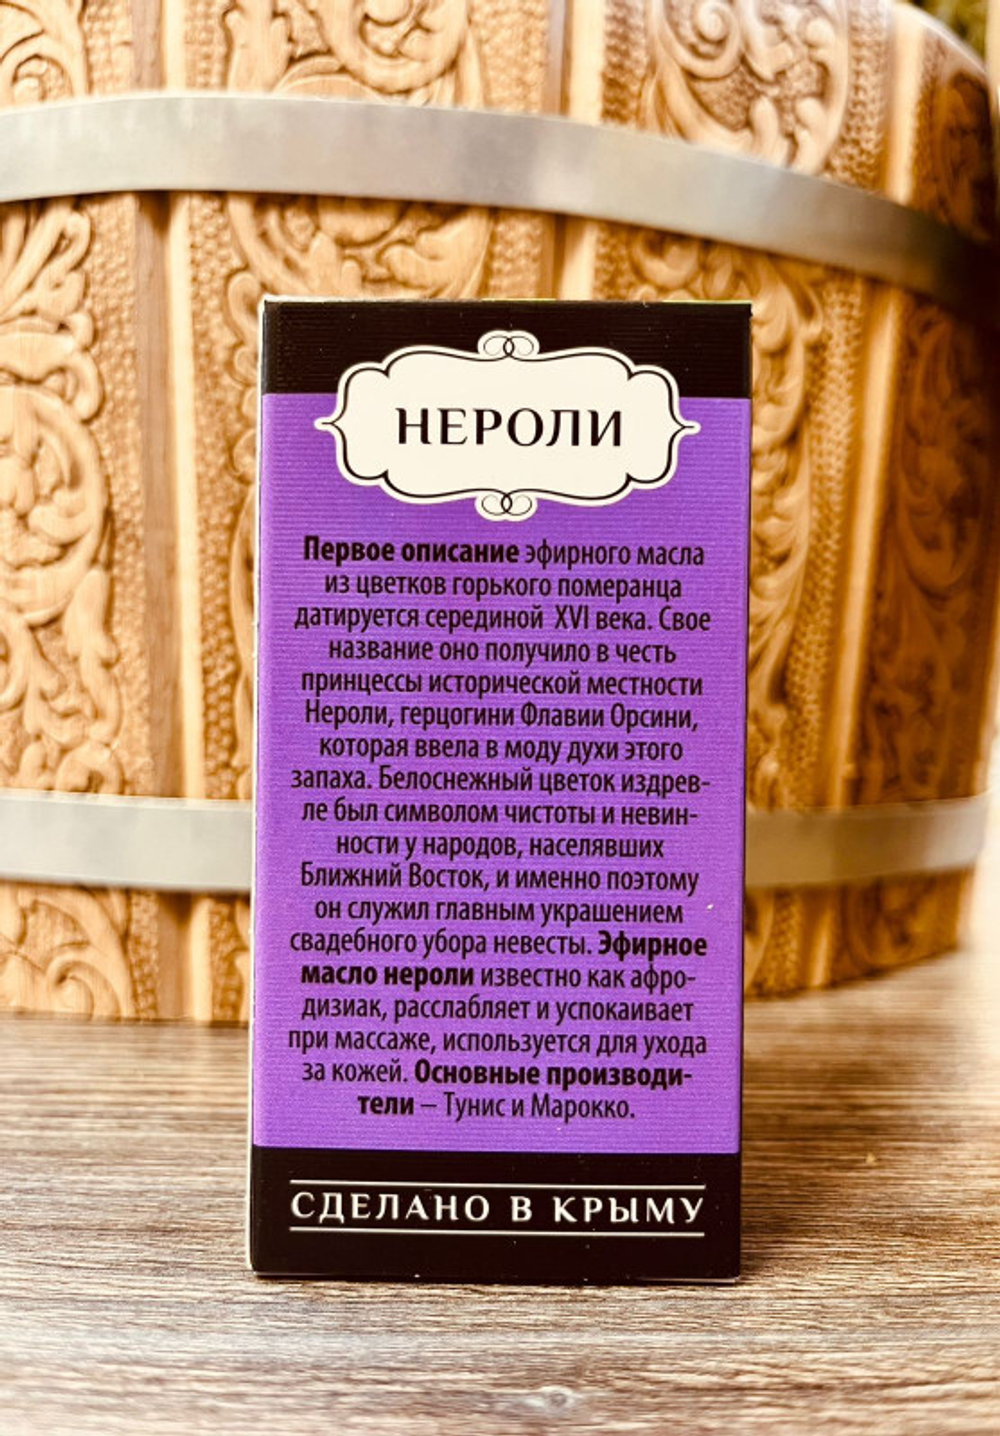 НЕРОЛИ
Первое описание эфирного масла
из цветков горького померанца
датируется серединой XVI века. Свое
название оно получило в честь
принцессы исторической местности
Нероли, герцогини Флавии Орсини,
которая ввела в моду духи этого
запаха. Белоснежный цветок издрев-
ле был символом чистоты и невин-
ности у народов, населявших
Ближний Восток, и именно поэтому
он служил главным украшением
свадебного убора невесты. Эфирное
масло нероли известно как афро-
дизиак, расслабляет и успокаивает
при массаже, используется для ухода
за кожей. Основные производи-
тели – Тунис и Марокко.
СДЕЛАНО В КРЫМУ